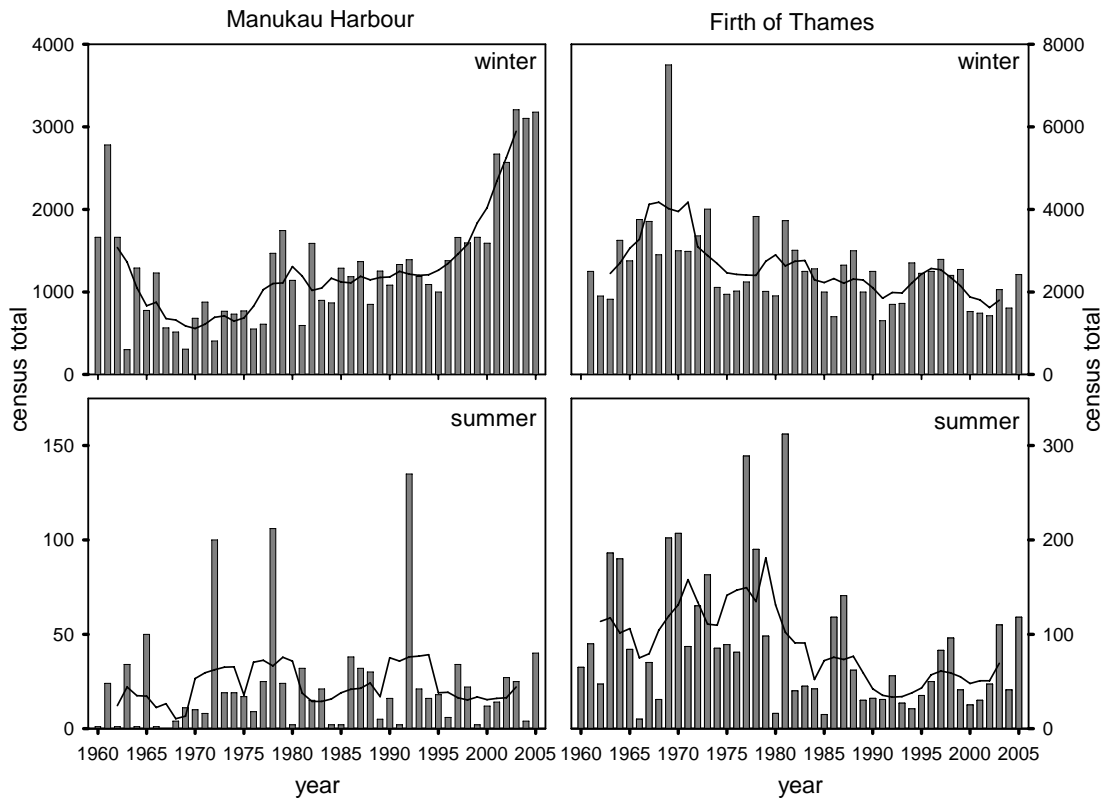 Manukau Harbour Firth of Thames
4000 winter winter 8000
3000 6000
2000 4000
1000 2000
0 0
census total census total
summer summer
150 300
100 200
50 100
0 0
1960 1965 1970 1975 1980 1985 1990 1995 2000 2005 1960 1965 1970 1975 1980 1985 1990 1995 2000 2005
year year